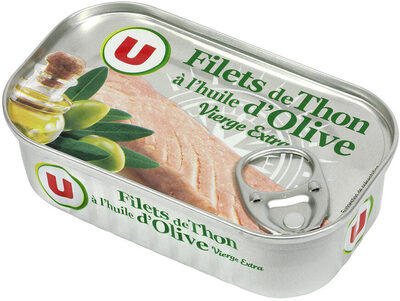 U
Filets de Thon
à l'huile d'Olive
Vierge Extra
U
Filets de Thon
à l'huile d'Olive
Vierge Extra